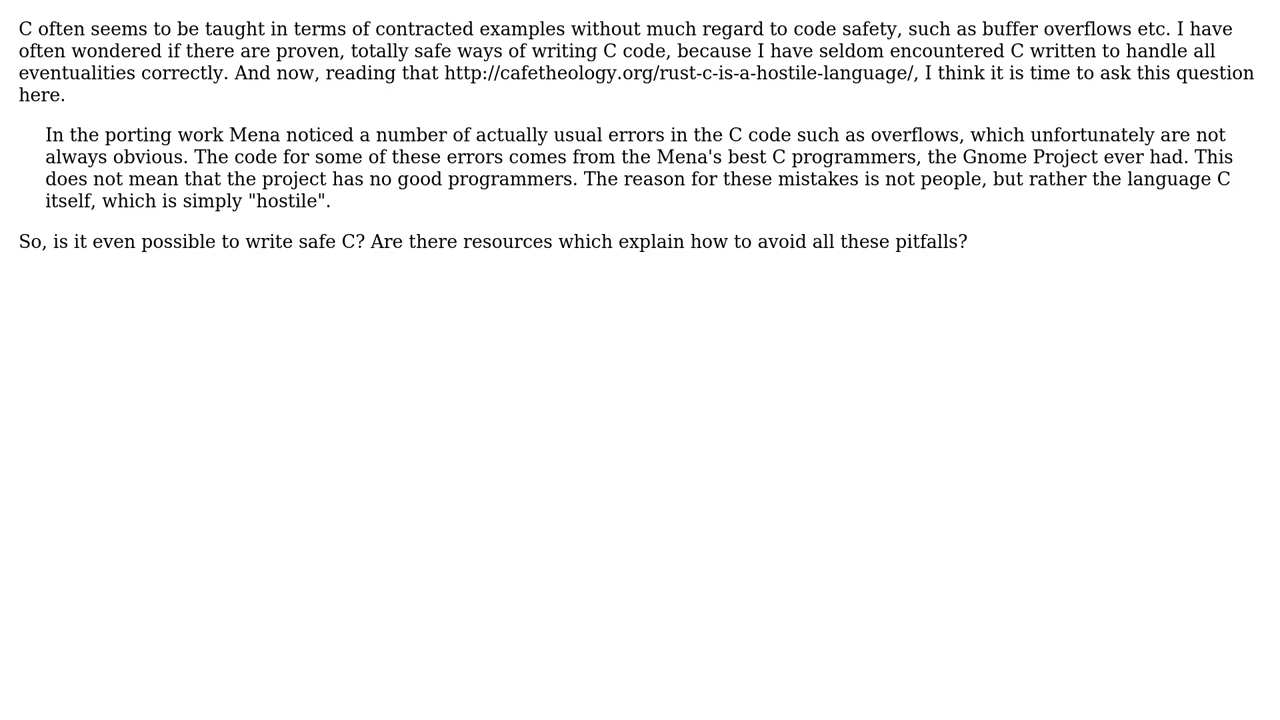 C often seems to be taught in terms of contracted examples without much regard to code safety, such as buffer overflows etc. I have
often wondered if there are proven, totally safe ways of writing C code, because I have seldom encountered C written to handle all
eventualities correctly. And now, reading that http://cafetheology.org/rust-c-is-a-hostile-language/, I think it is time to ask this question
here.
In the porting work Mena noticed a number of actually usual errors in the C code such as overflows, which unfortunately are not
always obvious. The code for some of these errors comes from the Mena's best C programmers, the Gnome Project ever had. This
does not mean that the project has no good programmers. The reason for these mistakes is not people, but rather the language C
itself, which is simply "hostile".
So, is it even possible to write safe C? Are there resources which explain how to avoid all these pitfalls?